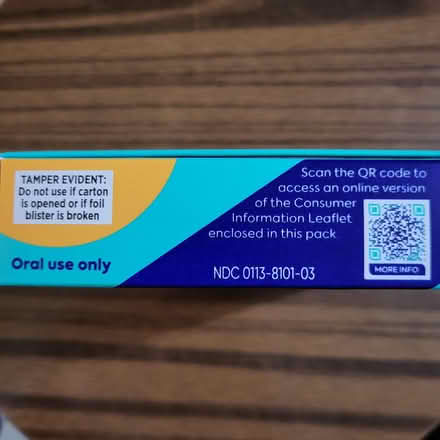 TAMPER EVIDENT:
Do not use if carton
is opened or if foil
blister is broken
Oral use only
Scan the QR code to
access an online version
of the Consumer
Information Leaflet
enclosed in this pack
NDC 0113-8101-03
MORE INFO